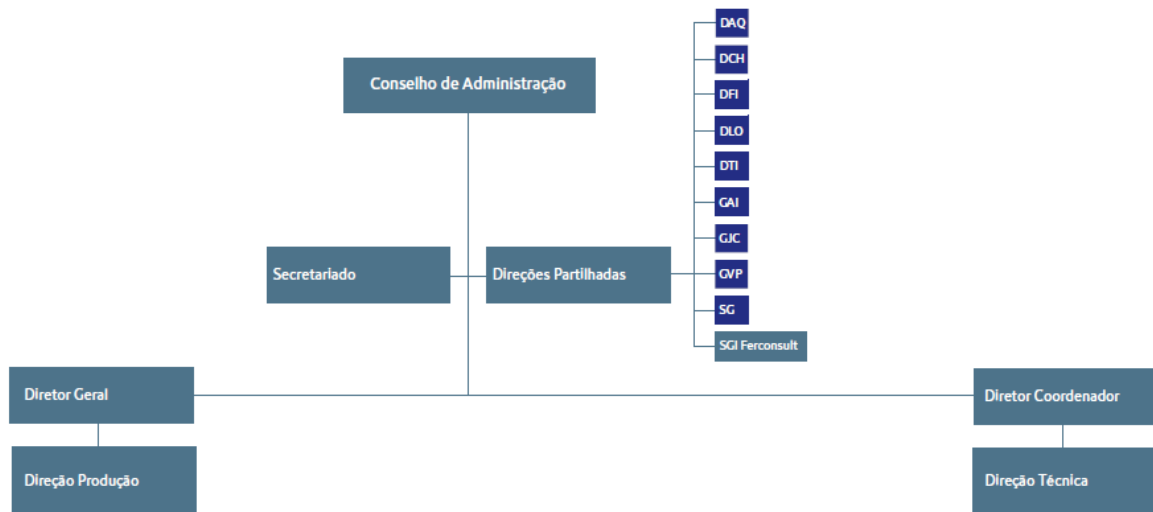 DAQ
DCH
Conselho de Administração
DFI
DLO
DTI
GAI
GJC
Secretariado
Direções Partilhadas
GVP
SG
SGI Ferconsult
Diretor Geral
Diretor Coordenador
Direção Produção
Direção Técnica